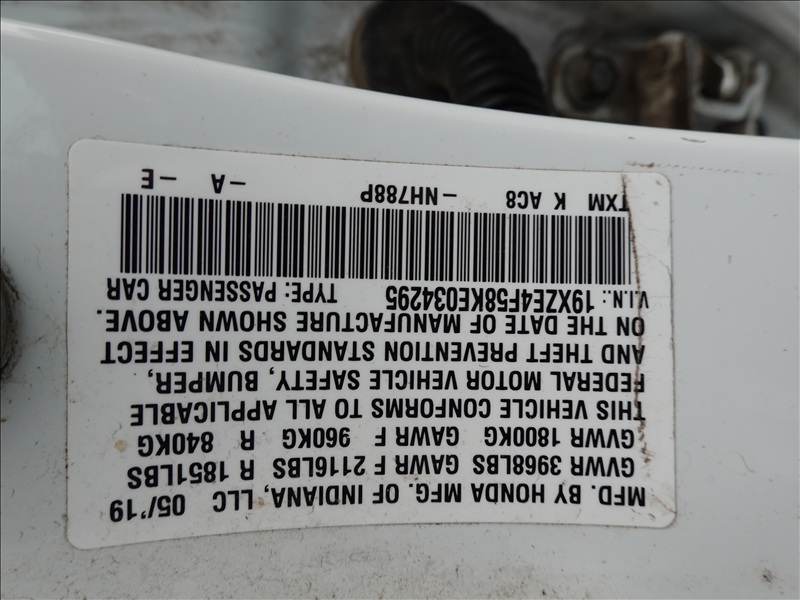 MFD. BY HONDA MFG. OF INDIANA, LLC 05/'19
GVWR 3968LBS GAWR F 2116LBS R 1851LBS
GVWR 1800KG GAWR F 960KG R 840KG
THIS VEHICLE CONFORMS TO ALL APPLICABLE
FEDERAL MOTOR VEHICLE SAFETY, BUMPER,
AND THEFT PREVENTION STANDARDS IN EFFECT
ON THE DATE OF MANUFACTURE SHOWN ABOVE.
V.I.N.: 19XZE4F58KE034295 TYPE: PASSENGER CAR
TXM K AC8 -NH788P -A -E